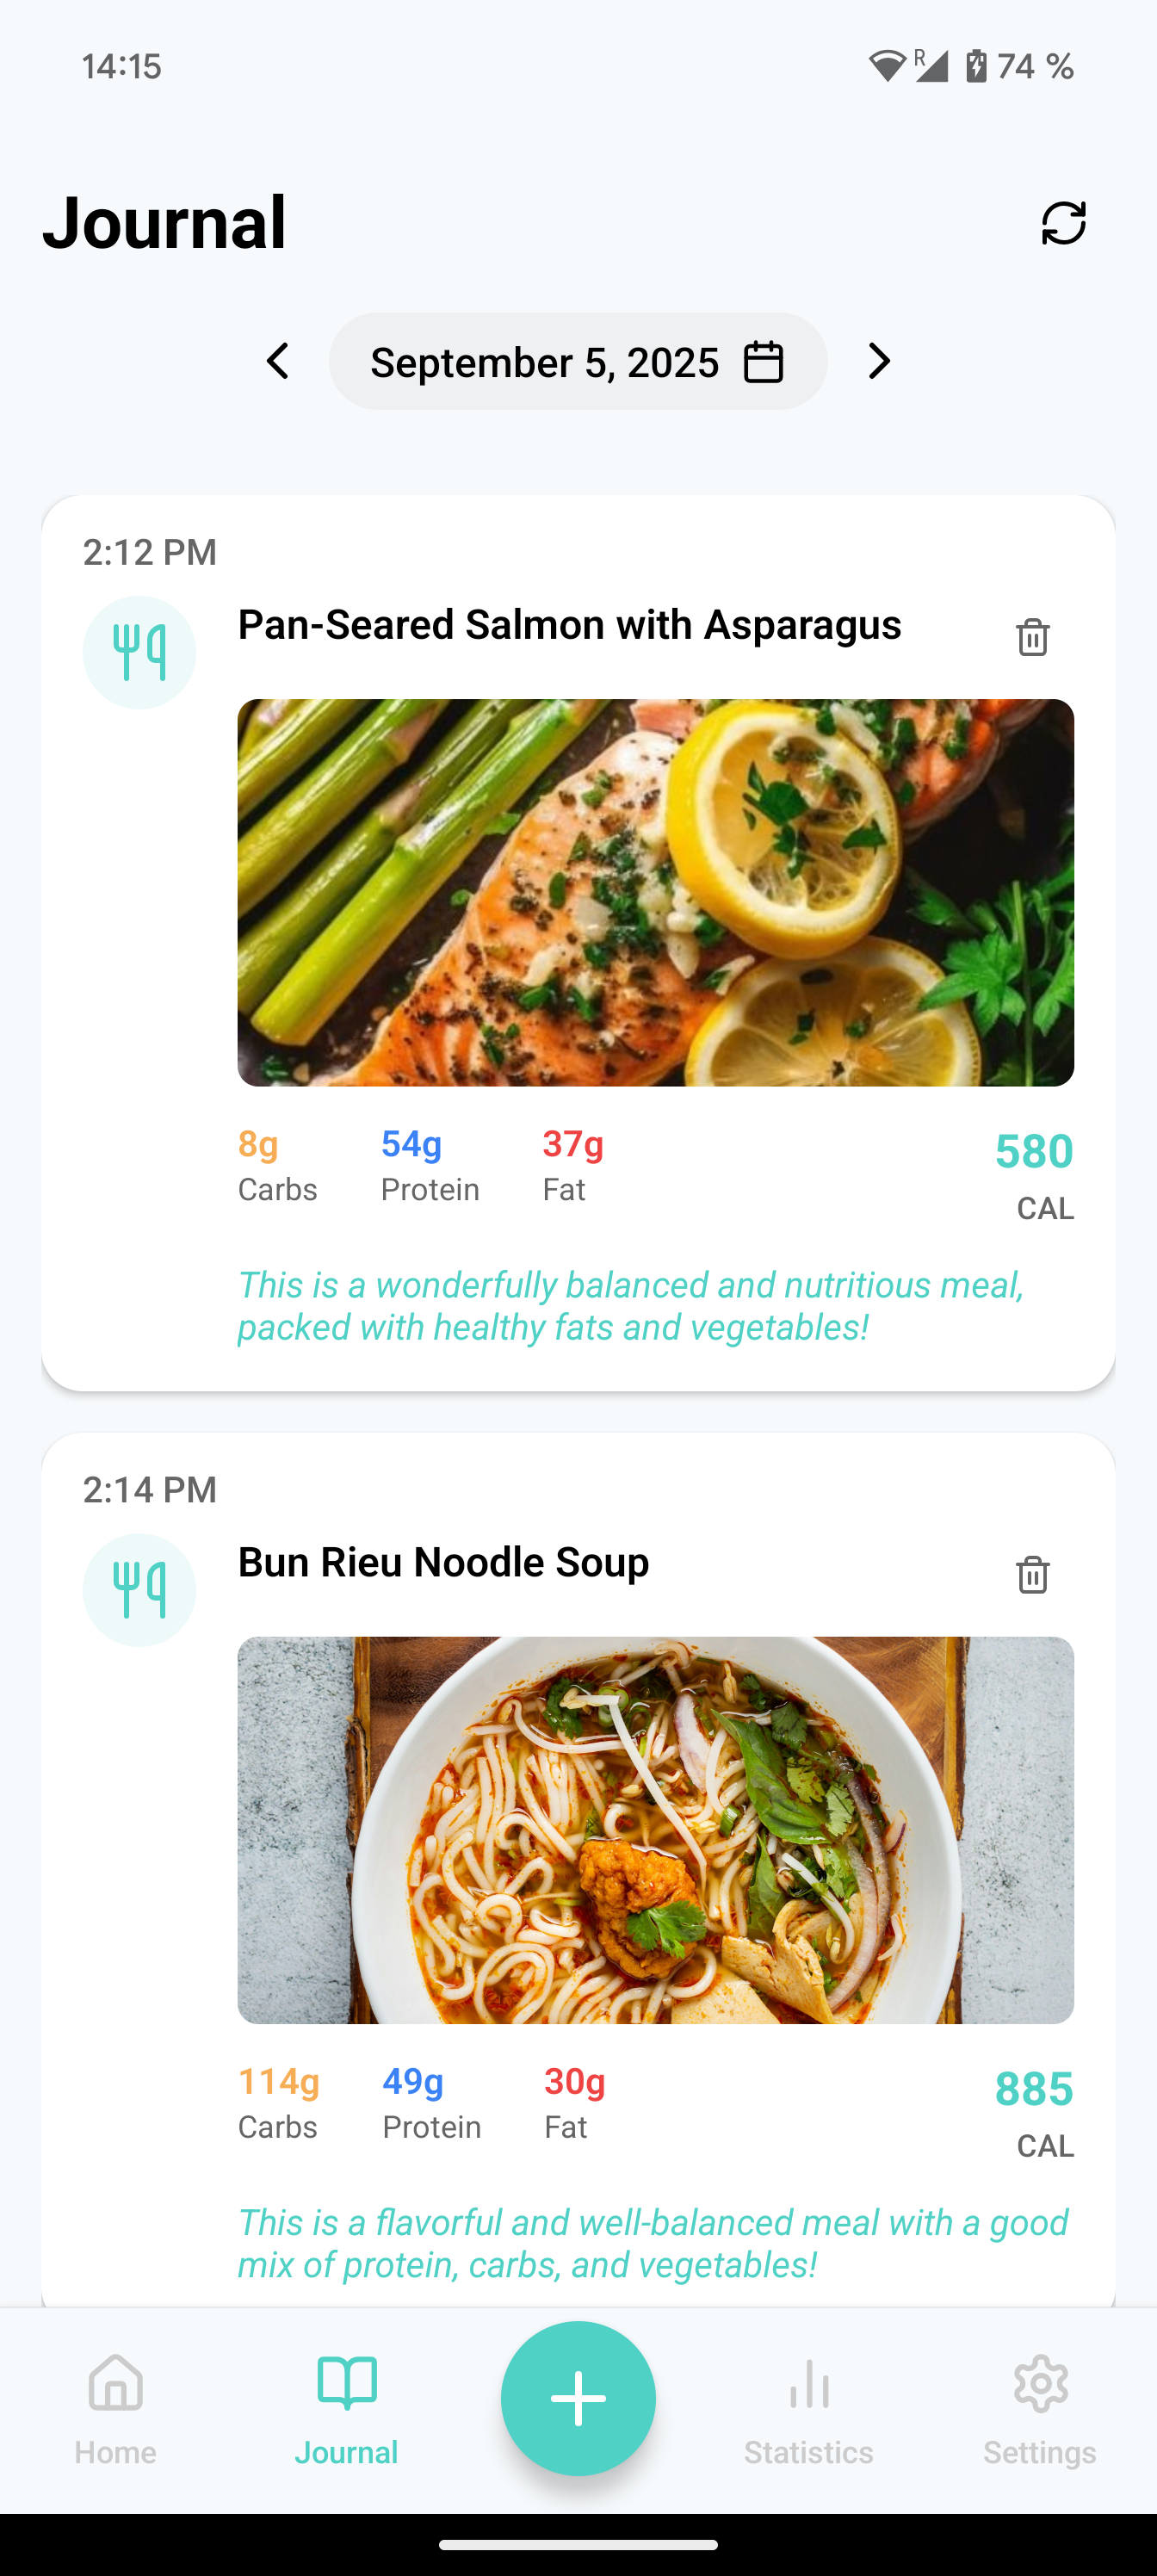 14:15
R
74 %
Journal
September 5, 2025
2:12 PM
Pan-Seared Salmon with Asparagus
8g
54g
37g
580
Carbs
Protein
Fat
CAL
This is a wonderfully balanced and nutritious meal,
packed with healthy fats and vegetables!
2:14 PM
Bun Rieu Noodle Soup
114g
49g
30g
885
Carbs
Protein
Fat
CAL
This is a flavorful and well-balanced meal with a good
mix of protein, carbs, and vegetables!
Home
Journal
Statistics
Settings